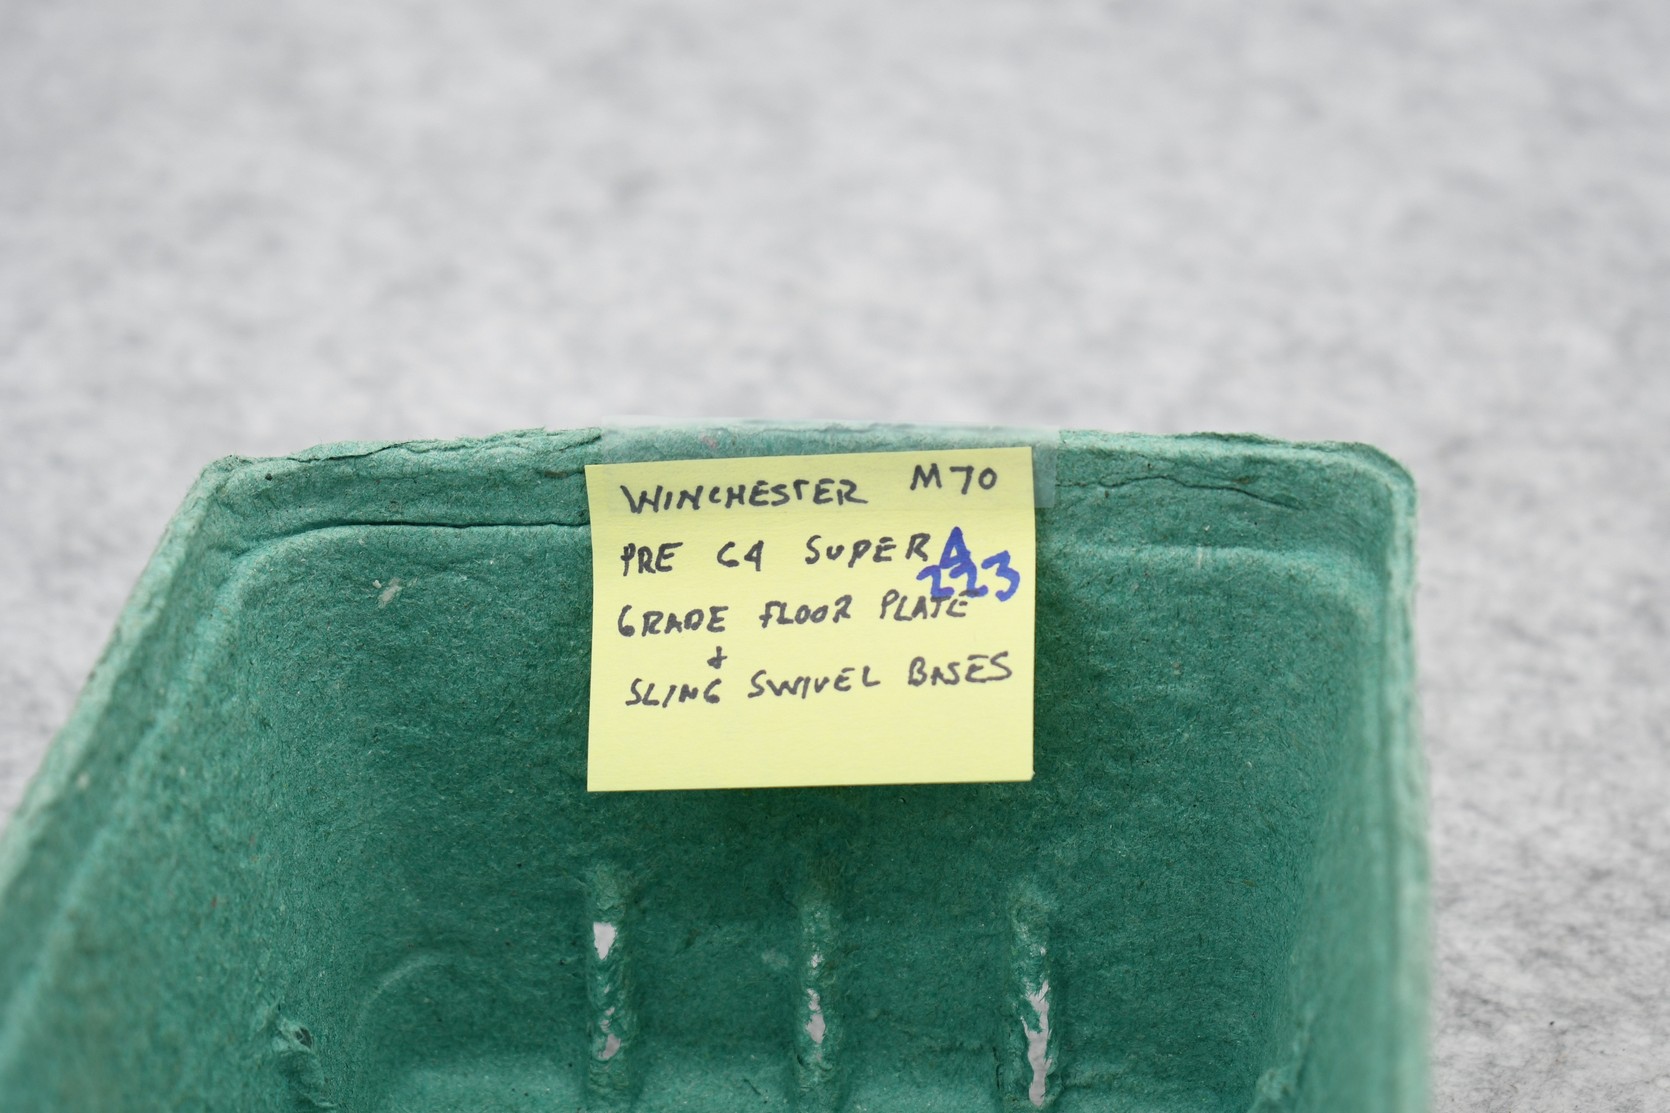 WINCHESTER M70
PRE 64 SUPER
A
223
GRADE FLOOR PLATE
&
SLING SWIVEL BASES